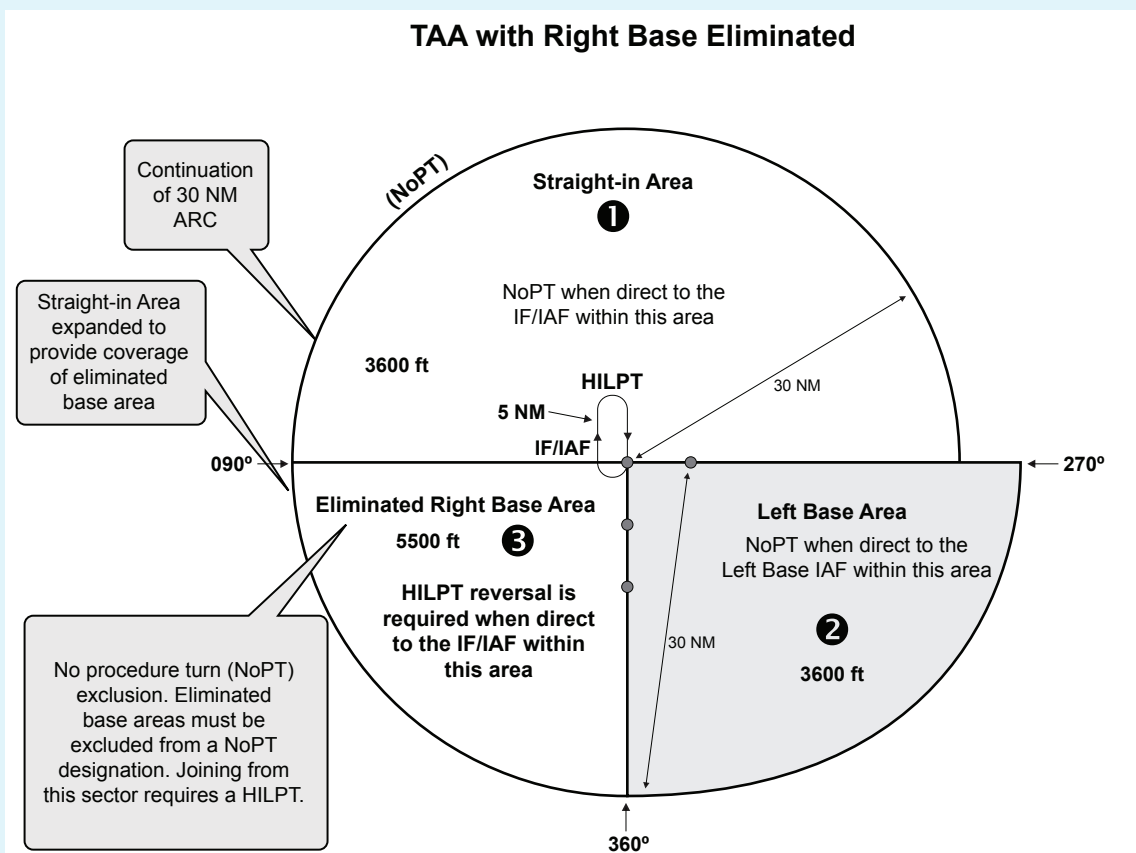 TAA with Right Base Eliminated
Continuation
of 30 NM
ARC
(NoPT)
Straight-in Area
1
NoPT when direct to the
IF/IAF within this area
Straight-in Area
expanded to
provide coverage
of eliminated
base area
3600 ft
HILPT
5 NM
30 NM
IF/IAF
090º
270º
Eliminated Right Base Area
5500 ft
3
HILPT reversal is
required when direct
to the IF/IAF within
this area
Left Base Area
NoPT when direct to the
Left Base IAF within this area
2
30 NM
3600 ft
No procedure turn (NoPT)
exclusion. Eliminated
base areas must be
excluded from a NoPT
designation. Joining from
this sector requires a HILPT.
360º